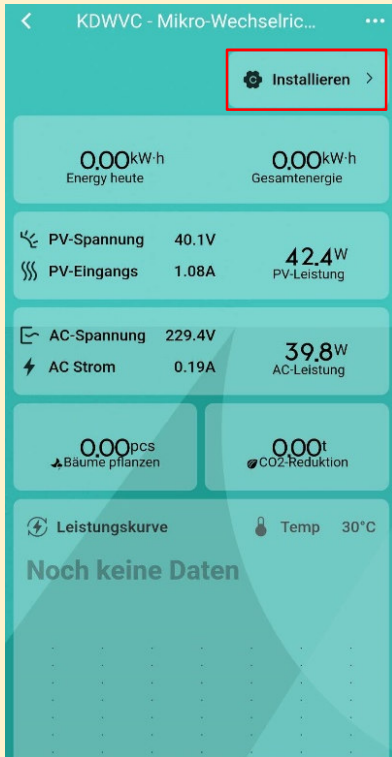 KDWVC - Mikro-Wechselric...
Installieren
0.00kW·h 0.00kW·h
Energy heute Gesamtenergie
PV-Spannung 40.1V
42.4W
PV-Eingangs 1.08A PV-Leistung
AC-Spannung 229.4V
39.8W
AC Strom 0.19A AC-Leistung
0.00pcs 0.00t
Bäume pflanzen CO2-Reduktion
Leistungskurve Temp 30°C
Noch keine Daten